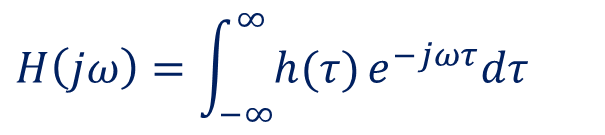 H(jω) = ∫_{-∞}^{∞} h(τ) e^{-jωτ} dτ